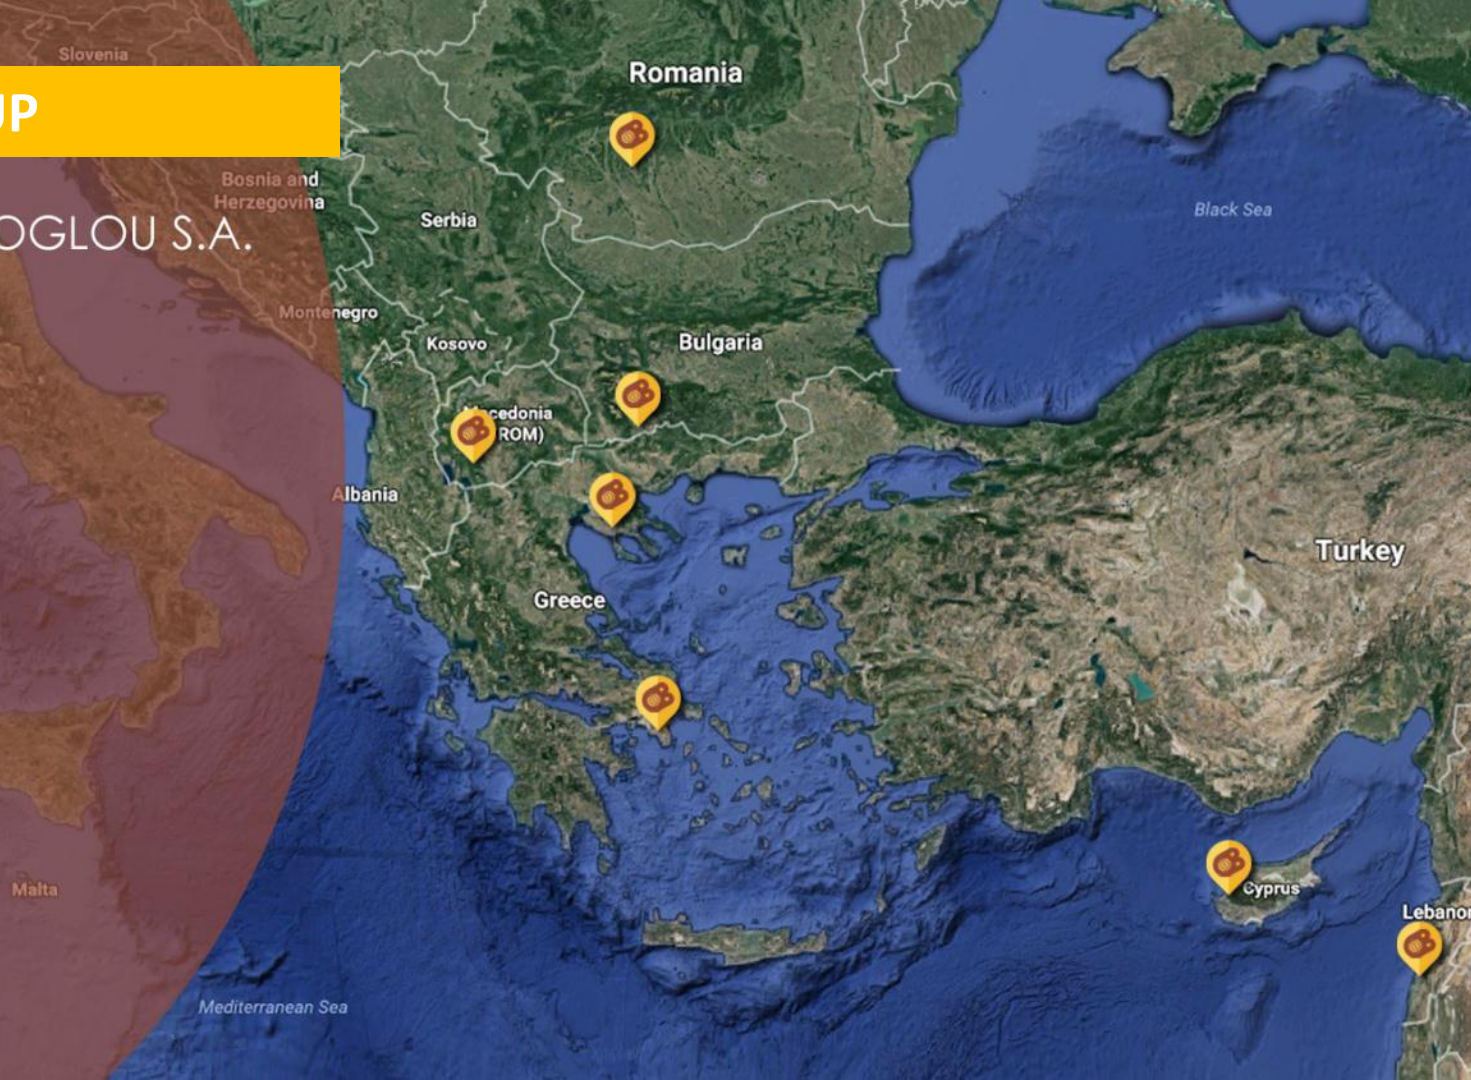 Slovenia
Romania
UP
Bosnia and
Herzegovina
Serbia
OGLOU S.A.
Black Sea
Montenegro
Kosovo
Bulgaria
Macedonia
ROM)
Albania
Turkey
Greece
Cyprus
Malta
Lebanon
Mediterranean Sea